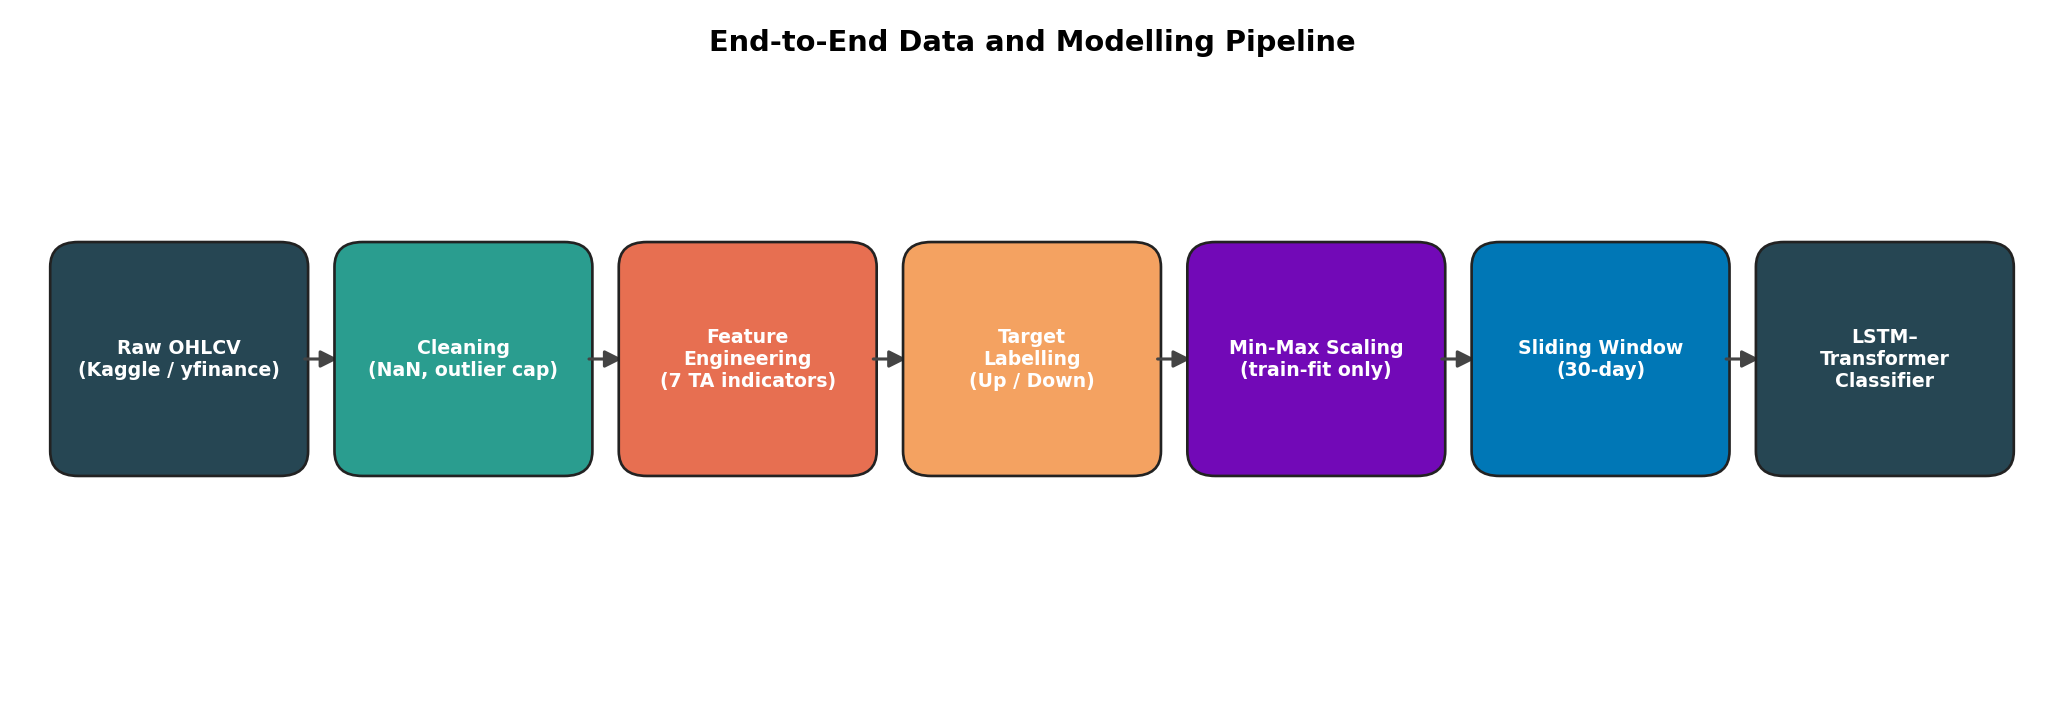 End-to-End Data and Modelling Pipeline
Raw OHLCV
(Kaggle / yfinance)
Cleaning
(NaN, outlier cap)
Feature
Engineering
(7 TA indicators)
Target
Labelling
(Up / Down)
Min-Max Scaling
(train-fit only)
Sliding Window
(30-day)
LSTM–
Transformer
Classifier